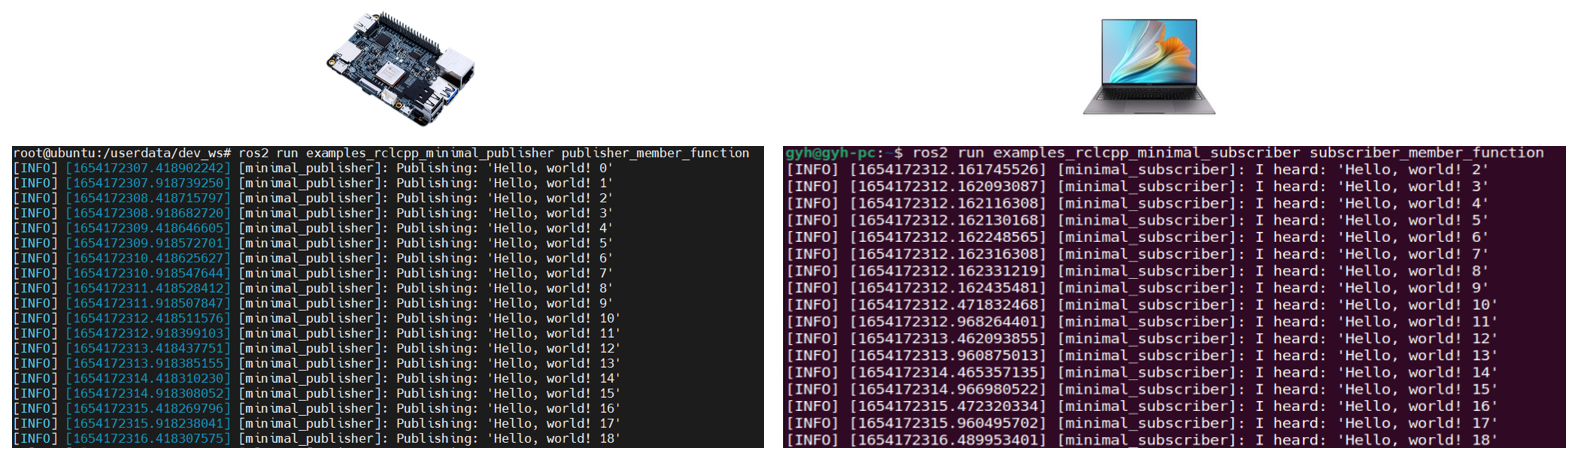 root@ubuntu:/userdata/dev_ws# ros2 run examples_rclcpp_minimal_publisher publisher_member_function
[INFO] [1654172307.418902242] [minimal_publisher]: Publishing: 'Hello, world! 0'
[INFO] [1654172307.918739250] [minimal_publisher]: Publishing: 'Hello, world! 1'
[INFO] [1654172308.418715797] [minimal_publisher]: Publishing: 'Hello, world! 2'
[INFO] [1654172308.918682720] [minimal_publisher]: Publishing: 'Hello, world! 3'
[INFO] [1654172309.418646605] [minimal_publisher]: Publishing: 'Hello, world! 4'
[INFO] [1654172309.918572701] [minimal_publisher]: Publishing: 'Hello, world! 5'
[INFO] [1654172310.418625627] [minimal_publisher]: Publishing: 'Hello, world! 6'
[INFO] [1654172310.918547644] [minimal_publisher]: Publishing: 'Hello, world! 7'
[INFO] [1654172311.418528412] [minimal_publisher]: Publishing: 'Hello, world! 8'
[INFO] [1654172311.918507847] [minimal_publisher]: Publishing: 'Hello, world! 9'
[INFO] [1654172312.418511576] [minimal_publisher]: Publishing: 'Hello, world! 10'
[INFO] [1654172312.918399103] [minimal_publisher]: Publishing: 'Hello, world! 11'
[INFO] [1654172313.418437751] [minimal_publisher]: Publishing: 'Hello, world! 12'
[INFO] [1654172313.918385155] [minimal_publisher]: Publishing: 'Hello, world! 13'
[INFO] [1654172314.418310230] [minimal_publisher]: Publishing: 'Hello, world! 14'
[INFO] [1654172314.918308052] [minimal_publisher]: Publishing: 'Hello, world! 15'
[INFO] [1654172315.418269796] [minimal_publisher]: Publishing: 'Hello, world! 16'
[INFO] [1654172315.918238041] [minimal_publisher]: Publishing: 'Hello, world! 17'
[INFO] [1654172316.418307575] [minimal_publisher]: Publishing: 'Hello, world! 18'
gyh@gyh-pc:~$ ros2 run examples_rclcpp_minimal_subscriber subscriber_member_function
[INFO] [1654172312.161745526] [minimal_subscriber]: I heard: 'Hello, world! 2'
[INFO] [1654172312.162093087] [minimal_subscriber]: I heard: 'Hello, world! 3'
[INFO] [1654172312.162116308] [minimal_subscriber]: I heard: 'Hello, world! 4'
[INFO] [1654172312.162130168] [minimal_subscriber]: I heard: 'Hello, world! 5'
[INFO] [1654172312.162248565] [minimal_subscriber]: I heard: 'Hello, world! 6'
[INFO] [1654172312.162316308] [minimal_subscriber]: I heard: 'Hello, world! 7'
[INFO] [1654172312.162331219] [minimal_subscriber]: I heard: 'Hello, world! 8'
[INFO] [1654172312.162435481] [minimal_subscriber]: I heard: 'Hello, world! 9'
[INFO] [1654172312.471832468] [minimal_subscriber]: I heard: 'Hello, world! 10'
[INFO] [1654172312.968264401] [minimal_subscriber]: I heard: 'Hello, world! 11'
[INFO] [1654172313.462093855] [minimal_subscriber]: I heard: 'Hello, world! 12'
[INFO] [1654172313.960875013] [minimal_subscriber]: I heard: 'Hello, world! 13'
[INFO] [1654172314.465357135] [minimal_subscriber]: I heard: 'Hello, world! 14'
[INFO] [1654172314.966980522] [minimal_subscriber]: I heard: 'Hello, world! 15'
[INFO] [1654172315.472320334] [minimal_subscriber]: I heard: 'Hello, world! 16'
[INFO] [1654172315.960495702] [minimal_subscriber]: I heard: 'Hello, world! 17'
[INFO] [1654172316.489953401] [minimal_subscriber]: I heard: 'Hello, world! 18'